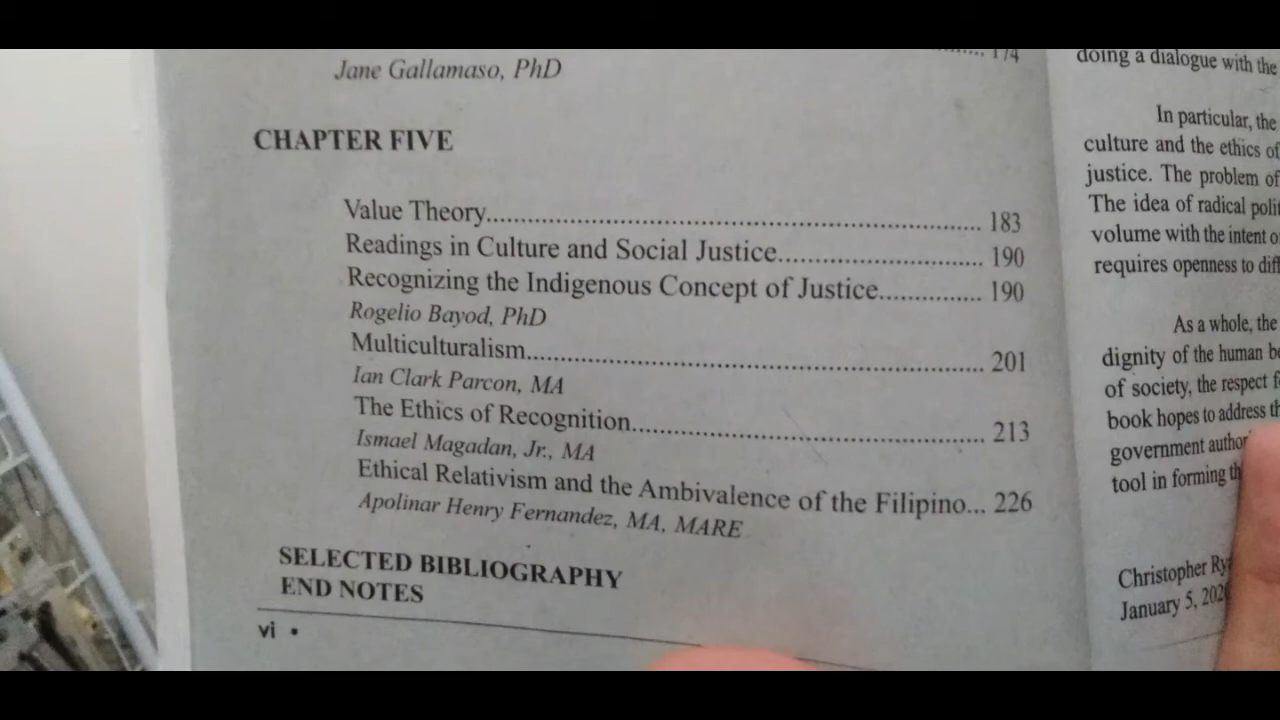 174
Jane Gallamaso, PhD
CHAPTER FIVE
Value Theory.......................................................................... 183
Readings in Culture and Social Justice............................... 190
Recognizing the Indigenous Concept of Justice............... 190
Rogelio Bayod, PhD
Multiculturalism.................................................................... 201
Ian Clark Parcon, MA
The Ethics of Recognition.................................................... 213
Ismael Magadan, Jr., MA
Ethical Relativism and the Ambivalence of the Filipino... 226
Apolinar Henry Fernandez, MA, MARE
SELECTED BIBLIOGRAPHY
END NOTES
vi •
doing a dialogue with the
In particular, the
culture and the ethics of
justice. The problem of
The idea of radical
volume with the intent
requires openness to
As a whole, the
dignity of the human
of society, the respect
book hopes to address
government
tool in forming
Christopher
January 5,